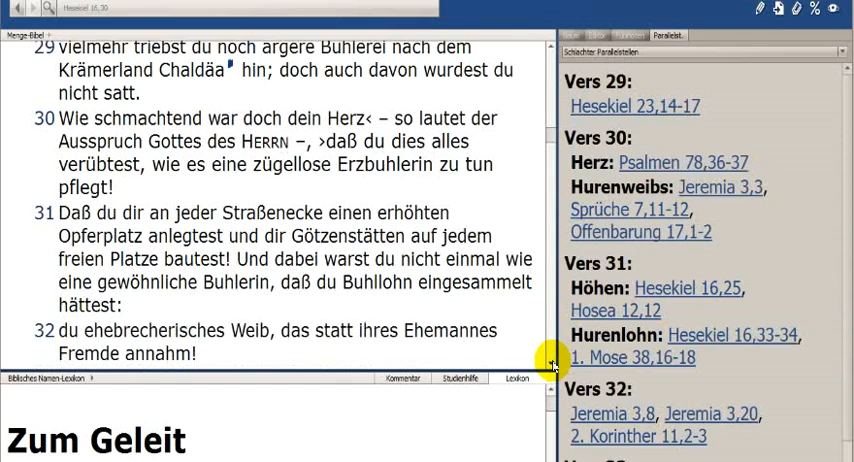 Hesekiel 16,30
Menge-Bibel
29 vielmehr triebst du noch ärgere Buhlerei nach dem
Krämerland Chaldäa hin; doch auch davon wurdest du
nicht satt.
30 Wie schmachtend war doch dein Herz‹ – so lautet der
Ausspruch Gottes des HERRN –, ›daß du dies alles
verübtest, wie es eine zügellose Erzbuhlerin zu tun
pflegt!
31 Daß du dir an jeder Straßenecke einen erhöhten
Opferplatz anlegtest und dir Götzenstätten auf jedem
freien Platze bautest! Und dabei warst du nicht einmal wie
eine gewöhnliche Buhlerin, daß du Buhllohn eingesammelt
hättest:
32 du ehebrecherisches Weib, das statt ihres Ehemannes
Fremde annahm!
Biblisches Namen-Lexikon
Kommentar Studienhilfe Lexikon
Zum Geleit
Editor Parallelst.
Schlachter Parallelstellen
Vers 29:
Hesekiel 23,14-17
Vers 30:
Herz: Psalmen 78,36-37
Hurenweibs: Jeremia 3,3,
Sprüche 7,11-12,
Offenbarung 17,1-2
Vers 31:
Höhen: Hesekiel 16,25,
Hosea 12,12
Hurenlohn: Hesekiel 16,33-34,
1. Mose 38,16-18
Vers 32:
Jeremia 3,8, Jeremia 3,20,
2. Korinther 11,2-3